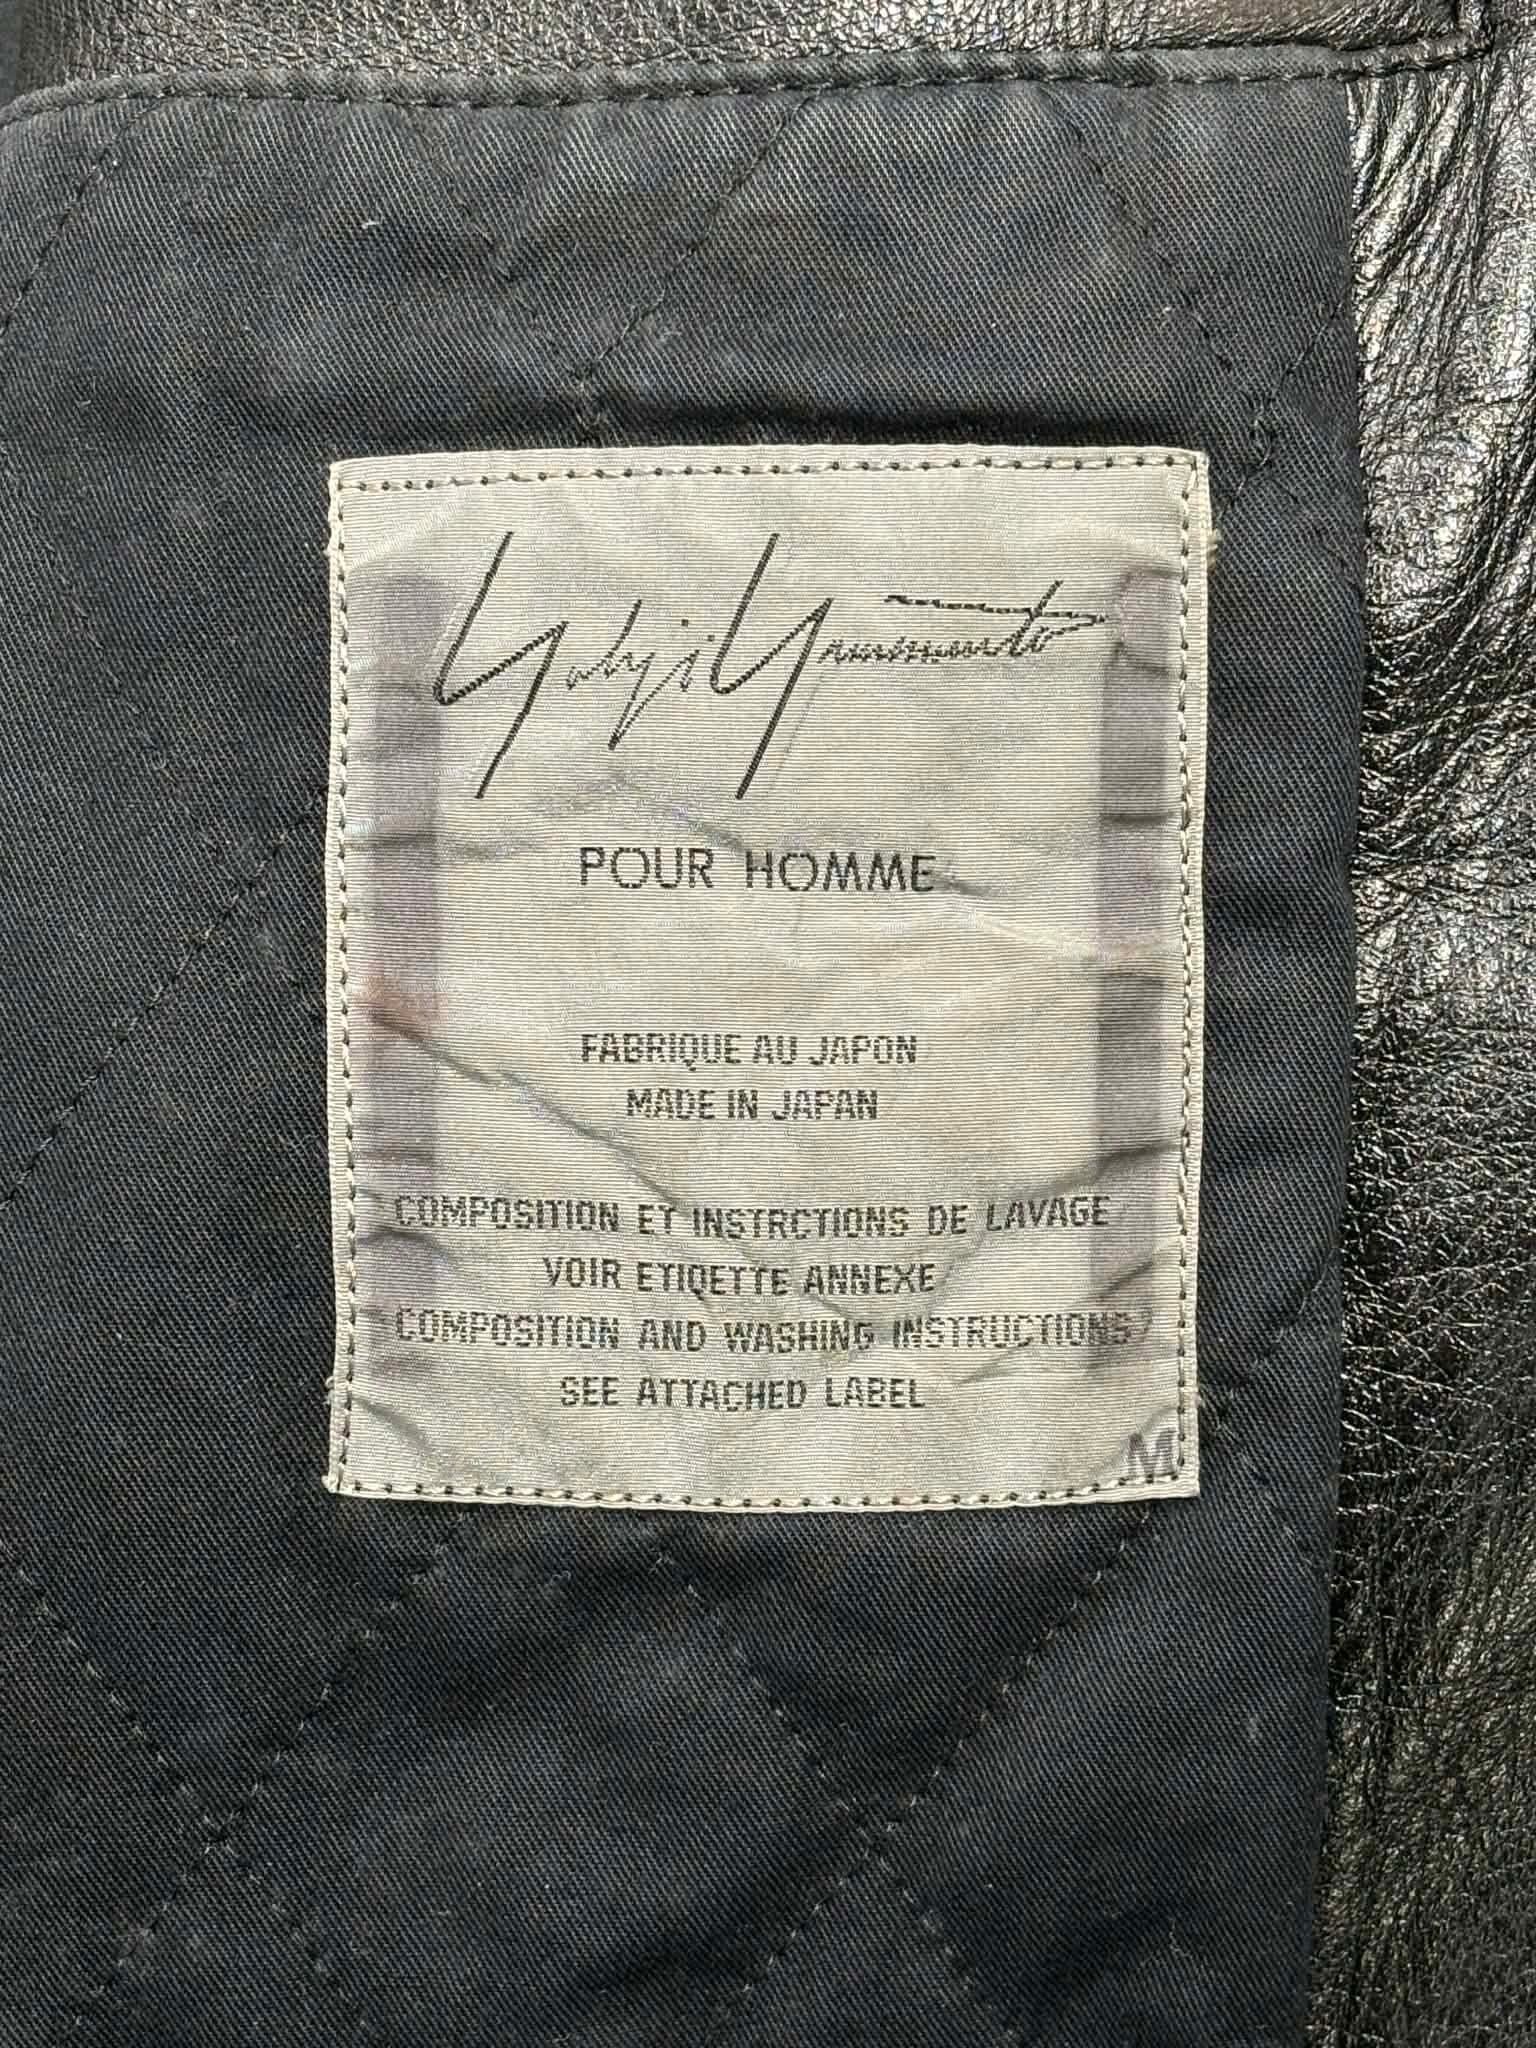 Yohji Yamamoto
POUR HOMME
FABRIQUE AU JAPON
MADE IN JAPAN
COMPOSITION ET INSTRCTIONS DE LAVAGE
VOIR ETIQETTE ANNEXE
COMPOSITION AND WASHING INSTRUCTIONS
SEE ATTACHED LABEL
M